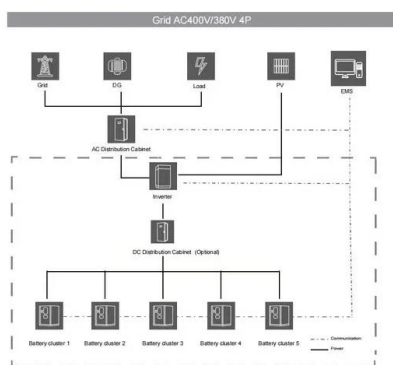 Grid AC400V/380V 4P
Grid
DG
Load
PV
EMS
AC Distribution Cabinet
Inverter
DC Distribution Cabinet (Optional)
Battery cluster 1
Battery cluster 2
Battery cluster 3
Battery cluster 4
Battery cluster 5
Communication
Power